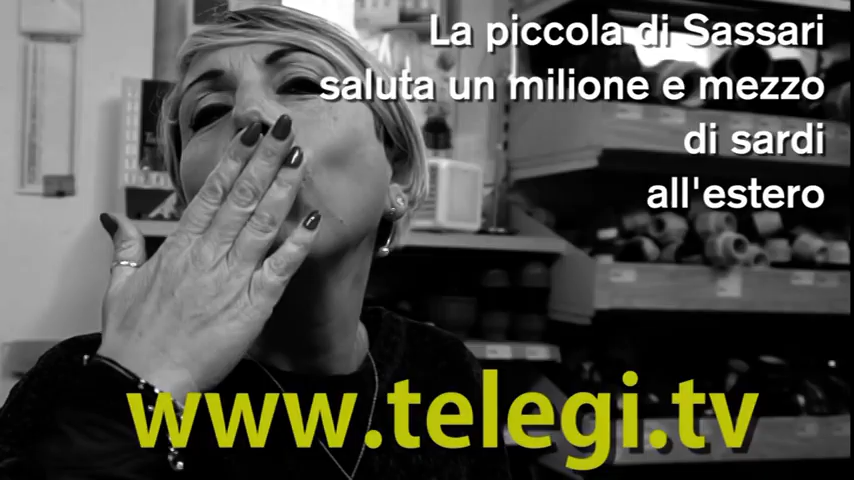 La piccola di Sassari
saluta un milione e mezzo
di sardi
all'estero
www.telegi.tv